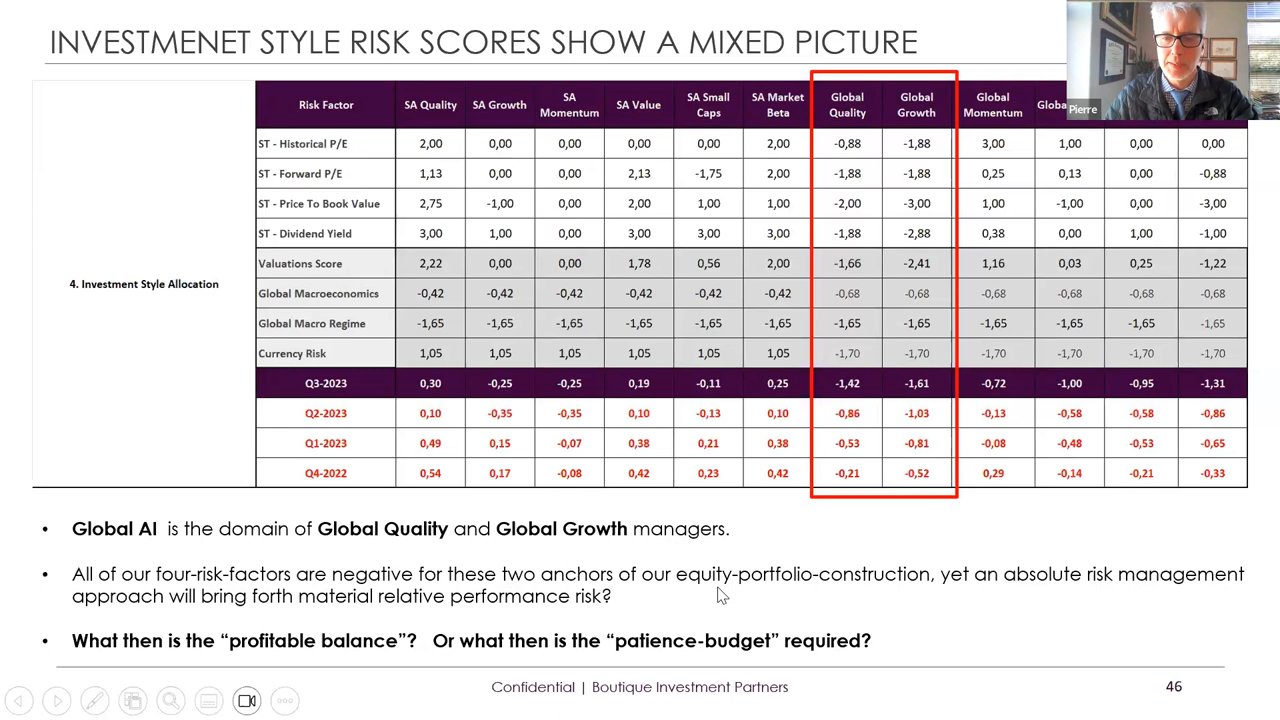 INVESTMENET STYLE RISK SCORES SHOW A MIXED PICTURE
Pierre
Risk Factor SA Quality SA Growth SA Momentum SA Value SA Small Caps SA Market Beta Global Quality Global Growth Global Momentum
ST - Historical P/E 2,00 0,00 0,00 0,00 0,00 2,00 -0,88 -1,88 3,00 1,00 0,00 0,00
ST - Forward P/E 1,13 0,00 0,00 2,13 -1,75 2,00 -1,88 -1,88 0,25 0,13 0,00 -0,88
ST - Price To Book Value 2,75 -1,00 0,00 2,00 1,00 1,00 -2,00 -3,00 1,00 -1,00 0,00 -3,00
ST - Dividend Yield 3,00 1,00 0,00 3,00 3,00 3,00 -1,88 -2,88 0,38 0,00 1,00 -1,00
Valuations Score 2,22 0,00 0,00 1,78 0,56 2,00 -1,66 -2,41 1,16 0,03 0,25 -1,22
4. Investment Style Allocation
Global Macroeconomics -0,42 -0,42 -0,42 -0,42 -0,42 -0,42 -0,68 -0,68 -0,68 -0,68 -0,68 -0,68
Global Macro Regime -1,65 -1,65 -1,65 -1,65 -1,65 -1,65 -1,65 -1,65 -1,65 -1,65 -1,65 -1,65
Currency Risk 1,05 1,05 1,05 1,05 1,05 1,05 -1,70 -1,70 -1,70 -1,70 -1,70 -1,70
Q3-2023 0,30 -0,25 -0,25 0,19 -0,11 0,25 -1,42 -1,61 -0,72 -1,00 -0,95 -1,31
Q2-2023 0,10 -0,35 -0,35 0,10 -0,13 0,10 -0,86 -1,03 -0,13 -0,58 -0,58 -0,86
Q1-2023 0,49 0,15 -0,07 0,38 0,21 0,38 -0,53 -0,81 -0,08 -0,48 -0,53 -0,65
Q4-2022 0,54 0,17 -0,08 0,42 0,23 0,42 -0,21 -0,52 0,29 -0,14 -0,21 -0,33
• Global AI is the domain of Global Quality and Global Growth managers.
• All of our four-risk-factors are negative for these two anchors of our equity-portfolio-construction, yet an absolute risk management
approach will bring forth material relative performance risk?
• What then is the “profitable balance”? Or what then is the “patience-budget” required?
Confidential | Boutique Investment Partners
46